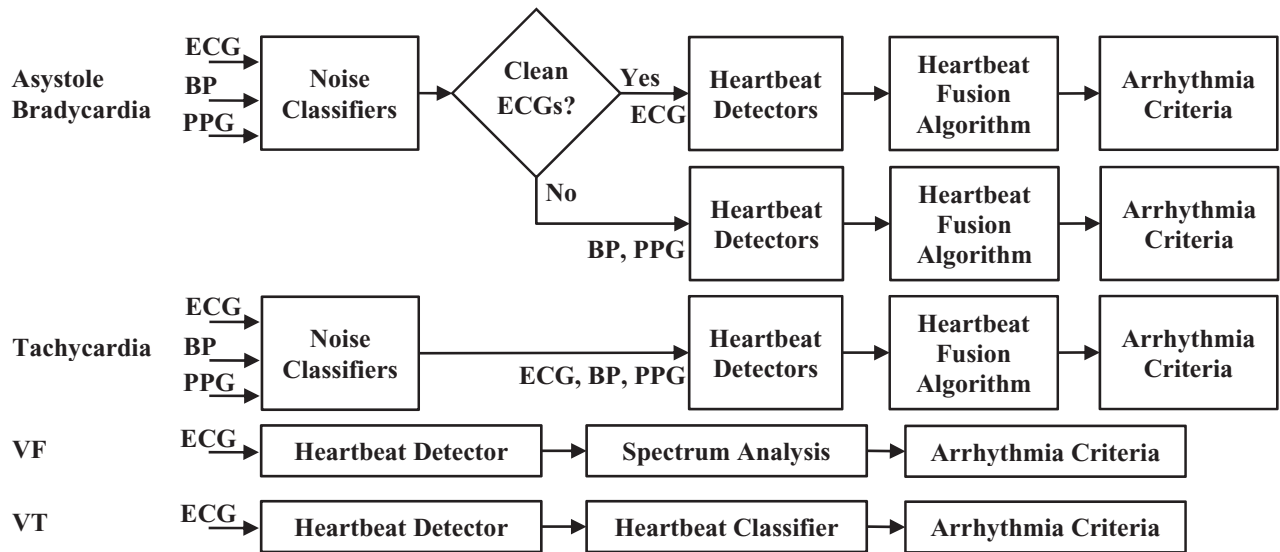 Asystole
Bradycardia
ECG
BP
PPG
Noise
Classifiers
Clean
ECGs?
Yes
ECG
Heartbeat
Detectors
Heartbeat
Fusion
Algorithm
Arrhythmia
Criteria
No
BP, PPG
Heartbeat
Detectors
Heartbeat
Fusion
Algorithm
Arrhythmia
Criteria
Tachycardia
ECG
BP
PPG
Noise
Classifiers
ECG, BP, PPG
Heartbeat
Detectors
Heartbeat
Fusion
Algorithm
Arrhythmia
Criteria
VF
ECG
Heartbeat Detector
Spectrum Analysis
Arrhythmia Criteria
VT
ECG
Heartbeat Detector
Heartbeat Classifier
Arrhythmia Criteria